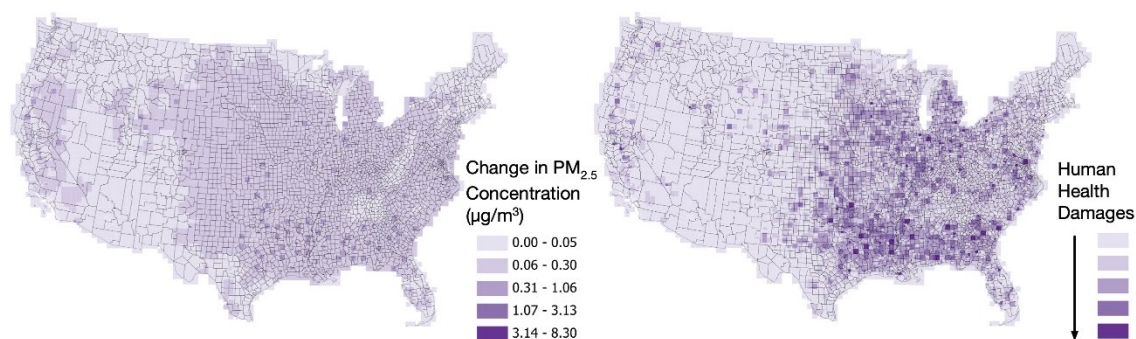 Change in PM₂.₅
Concentration
(µg/m³)
0.00 - 0.05
0.06 - 0.30
0.31 - 1.06
1.07 - 3.13
3.14 - 8.30
Human
Health
Damages